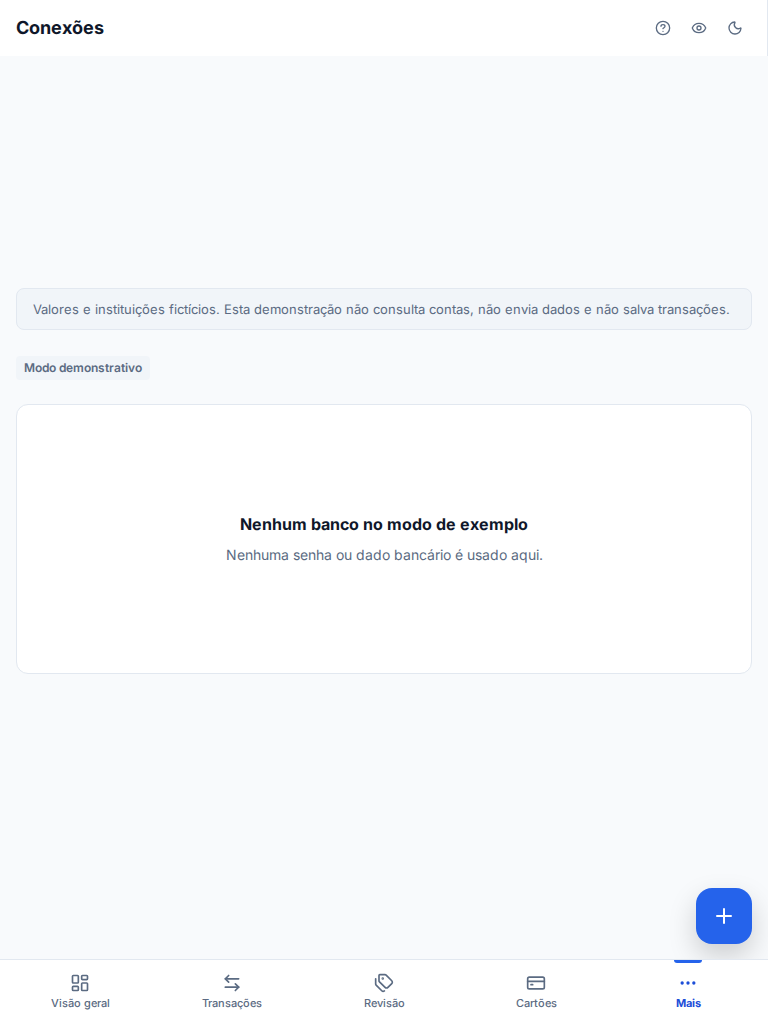 Conexões
Valores e instituições fictícios. Esta demonstração não consulta contas, não envia dados e não salva transações.
Modo demonstrativo
Nenhum banco no modo de exemplo
Nenhuma senha ou dado bancário é usado aqui.
Visão geral
Transações
Revisão
Cartões
Mais